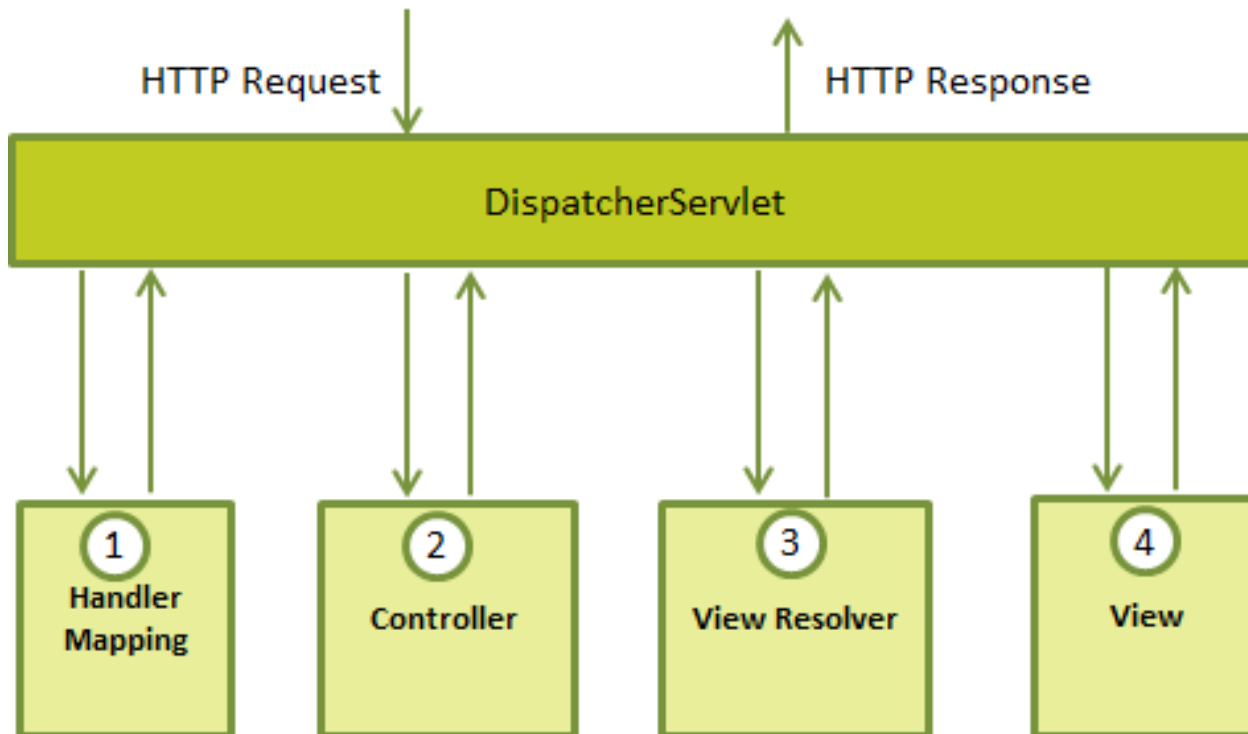 HTTP Request
HTTP Response
DispatcherServlet
1
Handler
Mapping
2
Controller
3
View Resolver
4
View